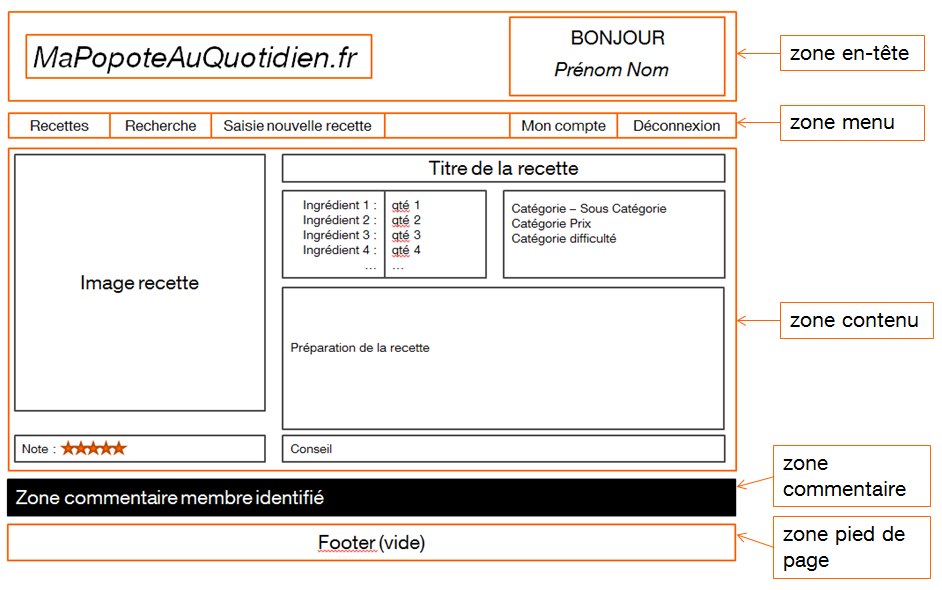 MaPopoteAuQuotidien.fr
BONJOUR
Prénom Nom
zone en-tête
Recettes
Recherche
Saisie nouvelle recette
Mon compte
Déconnexion
zone menu
Image recette
Titre de la recette
Ingrédient 1 : qté 1
Ingrédient 2 : qté 2
Ingrédient 3 : qté 3
Ingrédient 4 : qté 4
... ...
Catégorie – Sous Catégorie
Catégorie Prix
Catégorie difficulté
zone contenu
Préparation de la recette
Note :
Conseil
Zone commentaire membre identifié
zone
commentaire
Footer (vide)
zone pied de
page